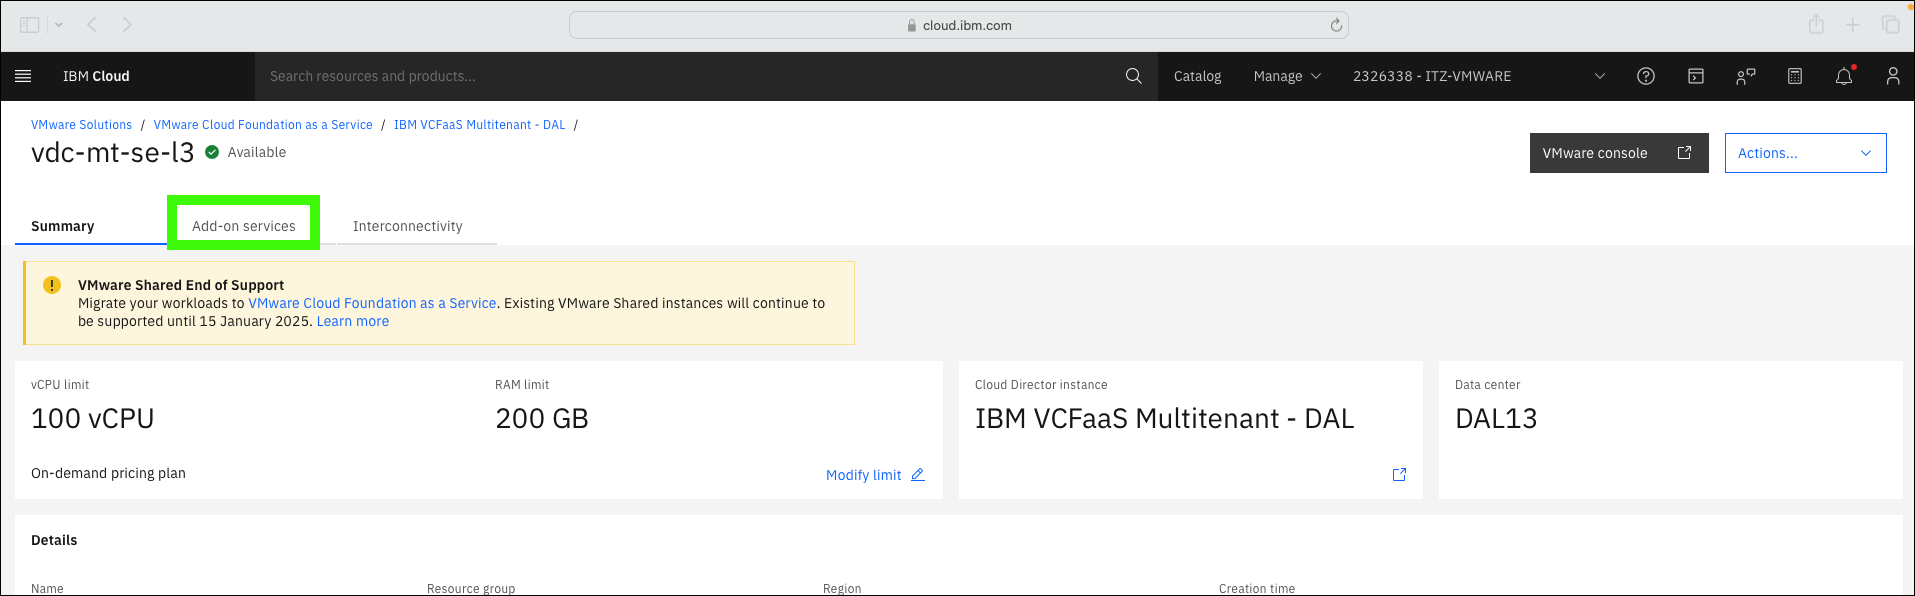 cloud.ibm.com
IBM Cloud
Search resources and products...
Catalog
Manage
2326338 - ITZ-VMWARE
VMware Solutions / VMware Cloud Foundation as a Service / IBM VCFaaS Multitenant - DAL /
vdc-mt-se-l3
Available
VMware console
Actions...
Summary
Add-on services
Interconnectivity
VMware Shared End of Support
Migrate your workloads to VMware Cloud Foundation as a Service. Existing VMware Shared instances will continue to
be supported until 15 January 2025. Learn more
vCPU limit
100 vCPU
RAM limit
200 GB
On-demand pricing plan
Modify limit
Cloud Director instance
IBM VCFaaS Multitenant - DAL
Data center
DAL13
Details
Name
Resource group
Region
Creation time